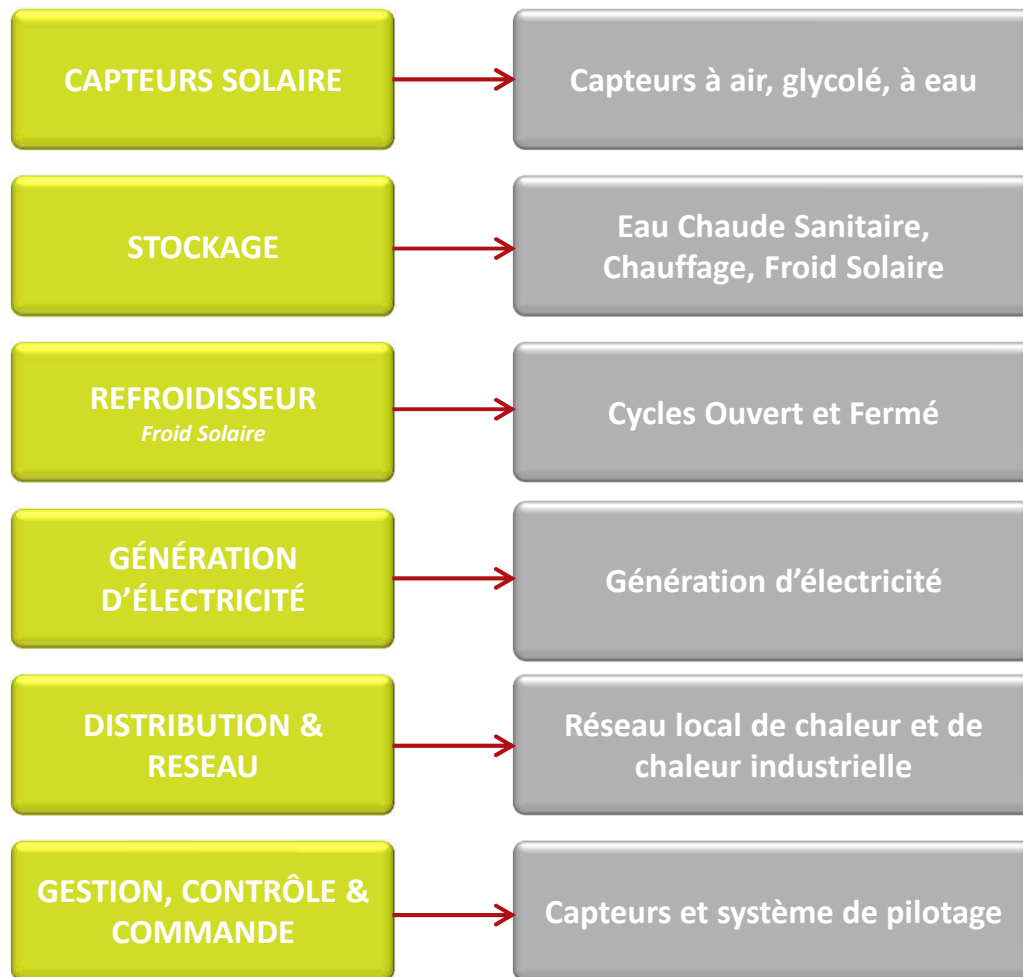 CAPTEURS SOLAIRE
Capteurs à air, glycolé, à eau
STOCKAGE
Eau Chaude Sanitaire,
Chauffage, Froid Solaire
REFROIDISSEUR
Froid Solaire
Cycles Ouvert et Fermé
GÉNÉRATION
D’ÉLECTRICITÉ
Génération d’électricité
DISTRIBUTION &
RESEAU
Réseau local de chaleur et de
chaleur industrielle
GESTION, CONTRÔLE &
COMMANDE
Capteurs et système de pilotage